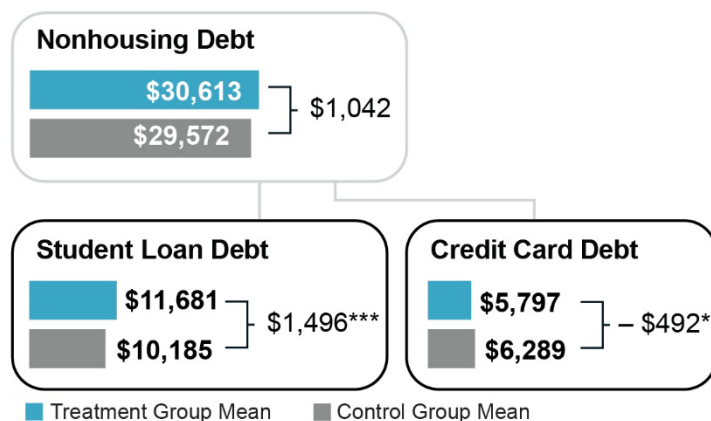 Nonhousing Debt
$30,613
$29,572
$1,042
Student Loan Debt
$11,681
$10,185
$1,496***
Credit Card Debt
$5,797
$6,289
– $492*
Treatment Group Mean
Control Group Mean